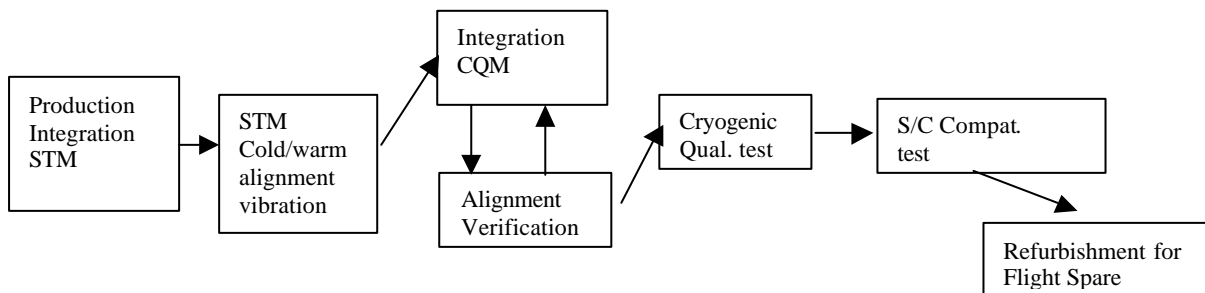 Production
Integration
STM
STM
Cold/warm
alignment
vibration
Integration
CQM
Alignment
Verification
Cryogenic
Qual. test
S/C Compat.
test
Refurbishment for
Flight Spare